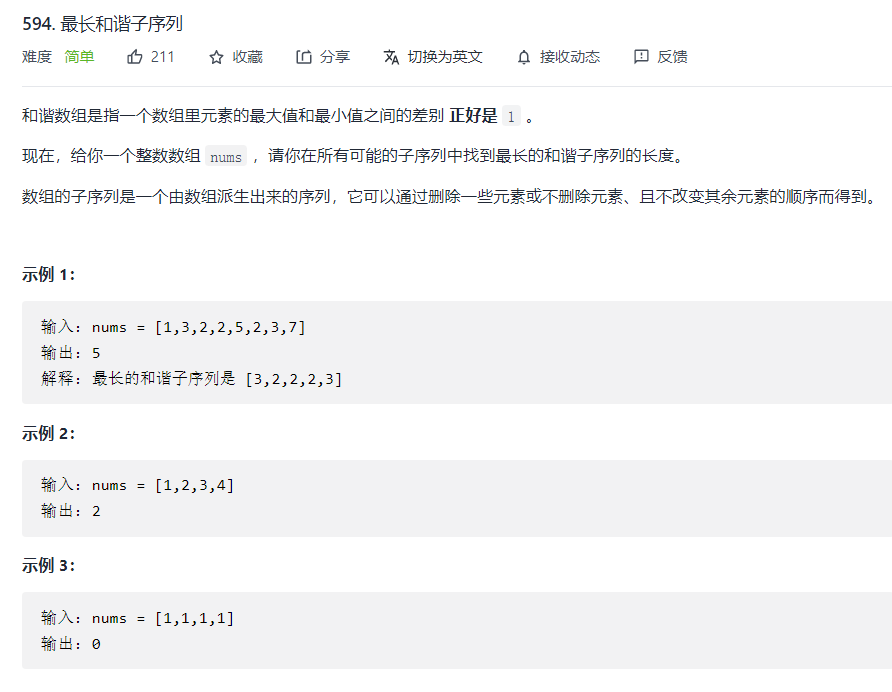 594. 最长和谐子序列
难度 简单 211 收藏 分享 切换为英文 接收动态 反馈
和谐数组是指一个数组里元素的最大值和最小值之间的差别 正好是 1 。
现在，给你一个整数数组 nums ，请你在所有可能的子序列中找到最长的和谐子序列的长度。
数组的子序列是一个由数组派生出来的序列，它可以通过删除一些元素或不删除元素、且不改变其余元素的顺序而得到。
示例 1：
输入：nums = [1,3,2,2,5,2,3,7]
输出：5
解释：最长的和谐子序列是 [3,2,2,2,3]
示例 2：
输入：nums = [1,2,3,4]
输出：2
示例 3：
输入：nums = [1,1,1,1]
输出：0